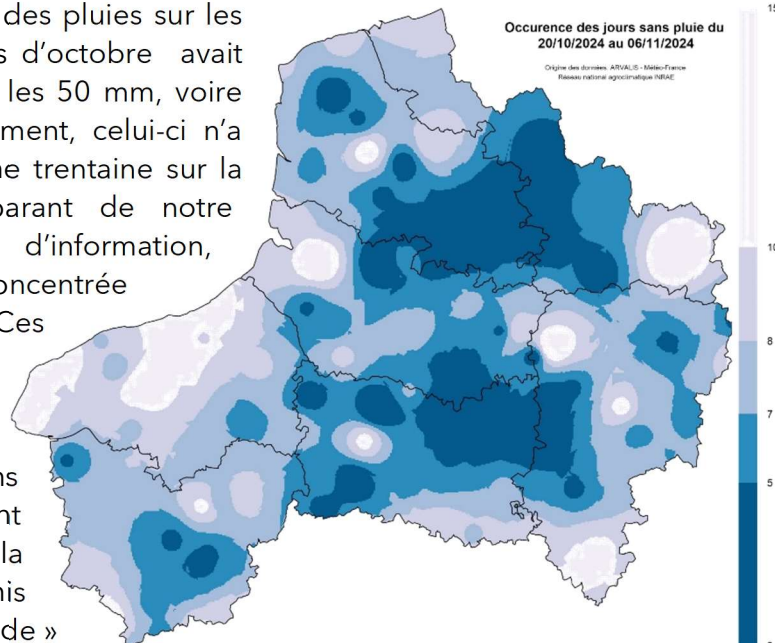 des pluies sur les
s d’octobre avait
les 50 mm, voire
ment, celui-ci n’a
ne trentaine sur la
parant de notre
d’information,
oncentrée
Ces
ns
nt
la
nis
de »
Occurence des jours sans pluie du
20/10/2024 au 06/11/2024
Origine des données: ARVALIS - Météo-France
Réseau national agroclimatique INRAE
15
10
8
7
5